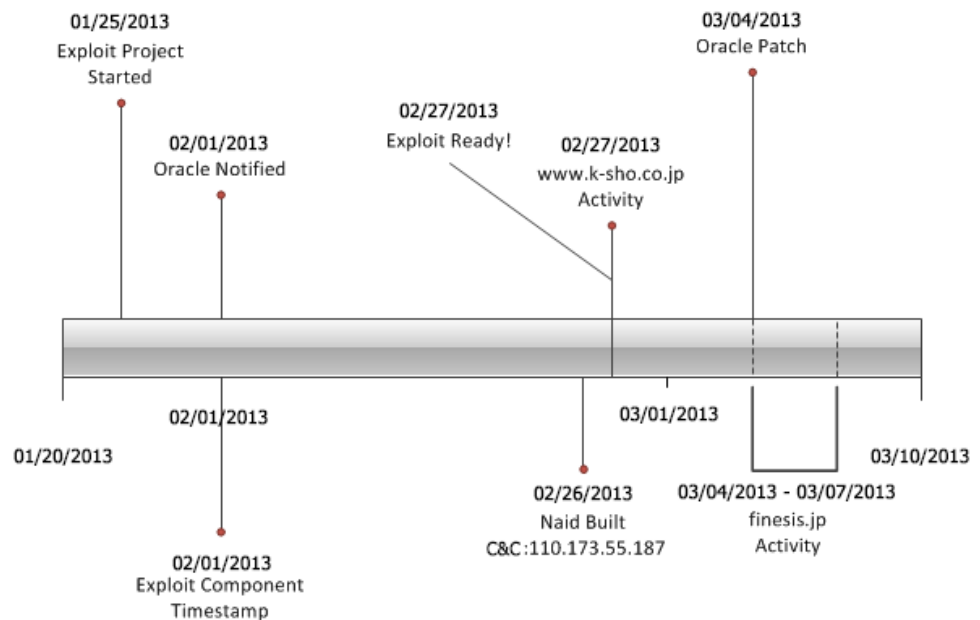 01/25/2013
Exploit Project
Started
02/01/2013
Oracle Notified
02/27/2013
Exploit Ready!
02/27/2013
www.k-sho.co.jp
Activity
03/04/2013
Oracle Patch
01/20/2013
02/01/2013
03/01/2013
03/10/2013
02/01/2013
Exploit Component
Timestamp
02/26/2013
Naid Built
C&C:110.173.55.187
03/04/2013 - 03/07/2013
finesis.jp
Activity